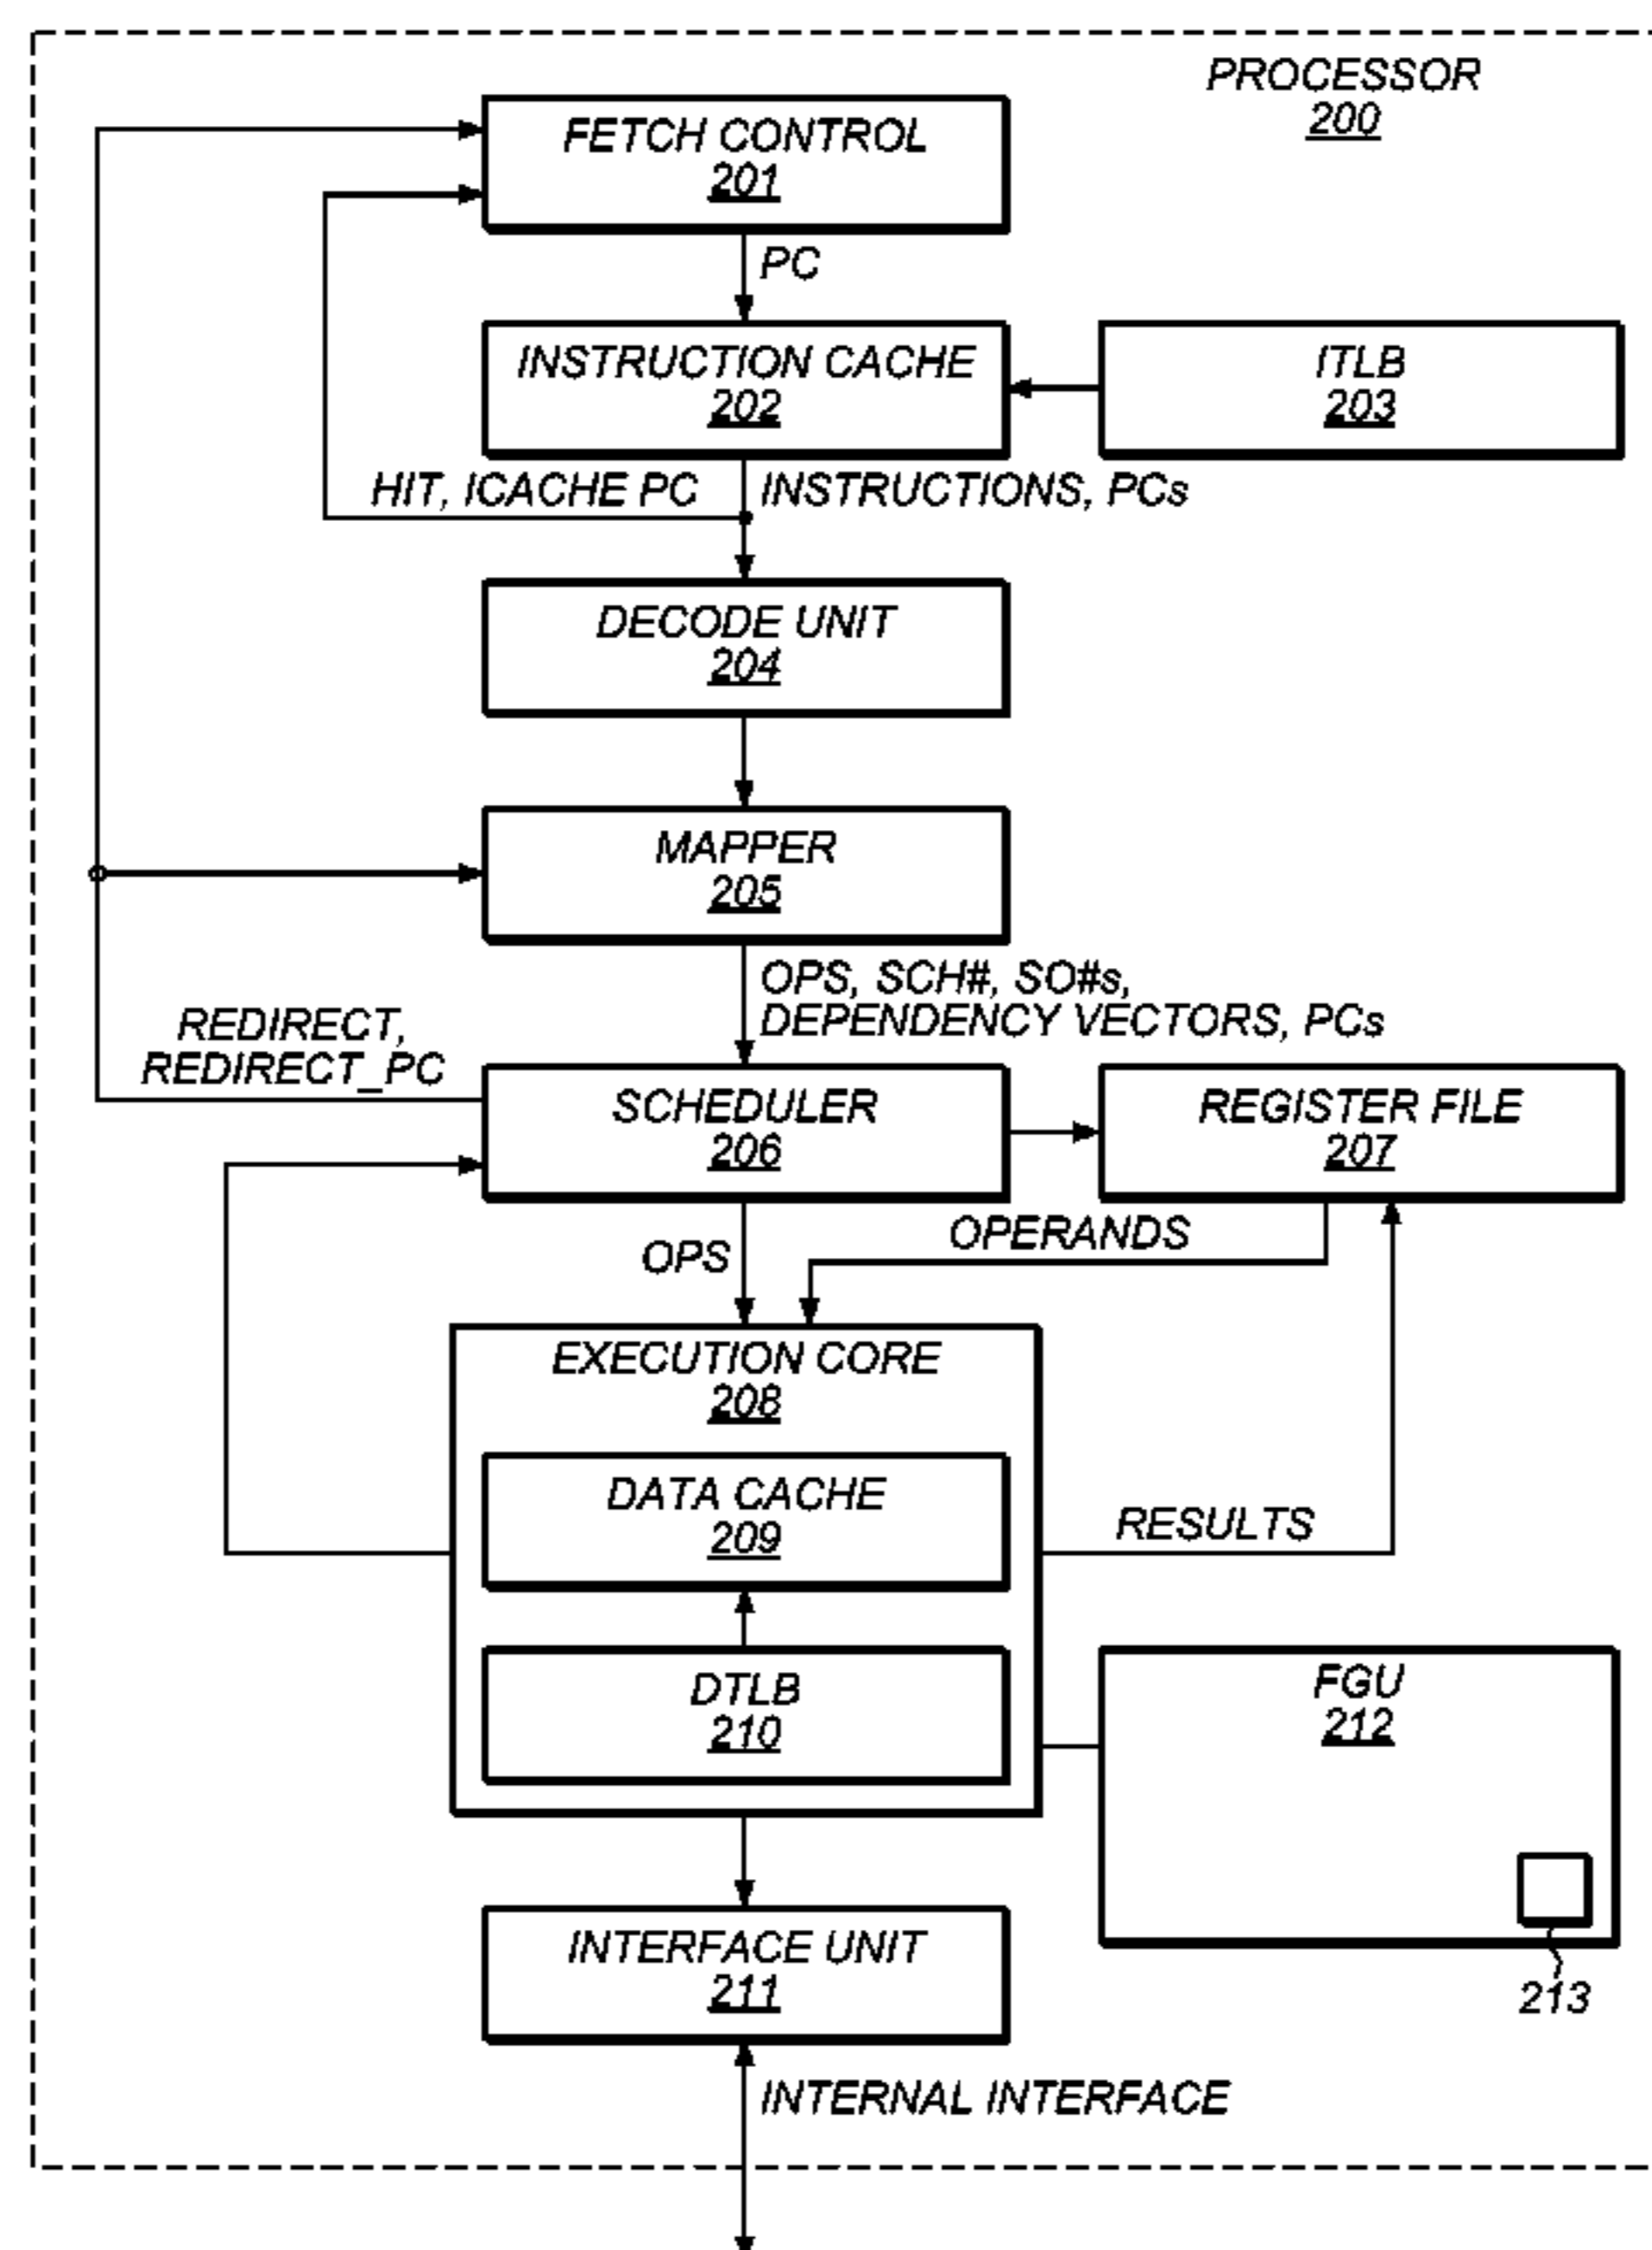 PROCESSOR
200
FETCH CONTROL
201
PC
INSTRUCTION CACHE
202
ITLB
203
HIT, ICACHE PC
INSTRUCTIONS, PCs
DECODE UNIT
204
MAPPER
205
OPS, SCH#, SO#s,
DEPENDENCY VECTORS, PCs
REDIRECT,
REDIRECT_PC
SCHEDULER
206
REGISTER FILE
207
OPERANDS
OPS
EXECUTION CORE
208
DATA CACHE
209
RESULTS
DTLB
210
FGU
212
INTERFACE UNIT
211
213
INTERNAL INTERFACE